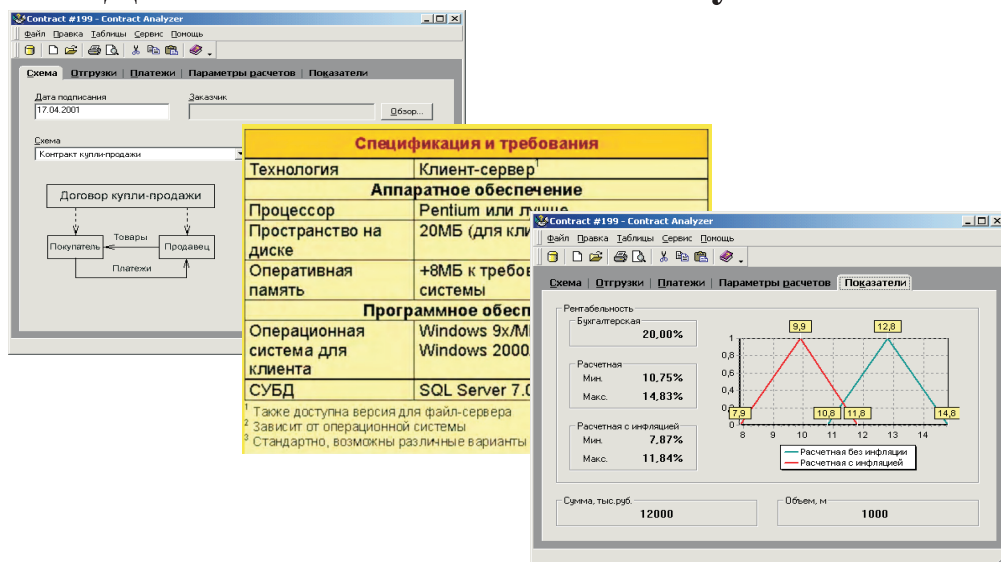 Contract #199 - Contract Analyzer
Файл Правка Таблицы Сервис Помощь
Схема Отгрузки Платежи Параметры расчетов Показатели
Дата подписания Заказчик
17.04.2001 Обзор...
Схема
Контракт купли-продажи
Договор купли-продажи
Товары
Покупатель Продавец
Платежи
Спецификация и требования
Технология Клиент-сервер¹
Аппаратное обеспечение
Процессор Pentium или лучше
Пространство на диске 20МБ (для
Оперативная память +8МБ к
системы
Программное
Операционная система для клиента Windows
Windows 2000
СУБД SQL Server
¹ Также доступна версия для файл-сервера
² Зависит от операционной системы
³ Стандартно, возможны различные варианты
Contract #199 - Contract Analyzer
Файл Правка Таблицы Сервис Помощь
Схема Отгрузки Платежи Параметры расчетов Показатели
Рентабельность
Бухгалтерская
20,00%
Расчетная
Мин. 10,75%
Макс. 14,83%
Расчетная с инфляцией
Мин. 7,87%
Макс. 11,84%
9,9 12,8
1
0,8
0,6
0,4
0,2
7,9 10,8 11,8 14,8
0
8 9 10 11 12 13 14
Расчетная без инфляции
Расчетная с инфляцией
Сумма, тыс.руб. Объем, м
12000 1000